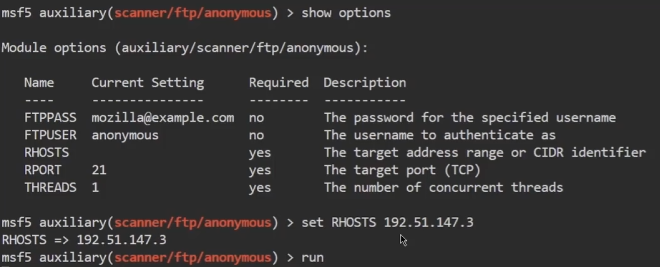 msf5 auxiliary(scanner/ftp/anonymous) > show options
Module options (auxiliary/scanner/ftp/anonymous):
Name Current Setting Required Description
---- --------------- -------- -----------
FTPPASS mozilla@example.com no The password for the specified username
FTPUSER anonymous no The username to authenticate as
RHOSTS yes The target address range or CIDR identifier
RPORT 21 yes The target port (TCP)
THREADS 1 yes The number of concurrent threads
msf5 auxiliary(scanner/ftp/anonymous) > set RHOSTS 192.51.147.3
RHOSTS => 192.51.147.3
msf5 auxiliary(scanner/ftp/anonymous) > run